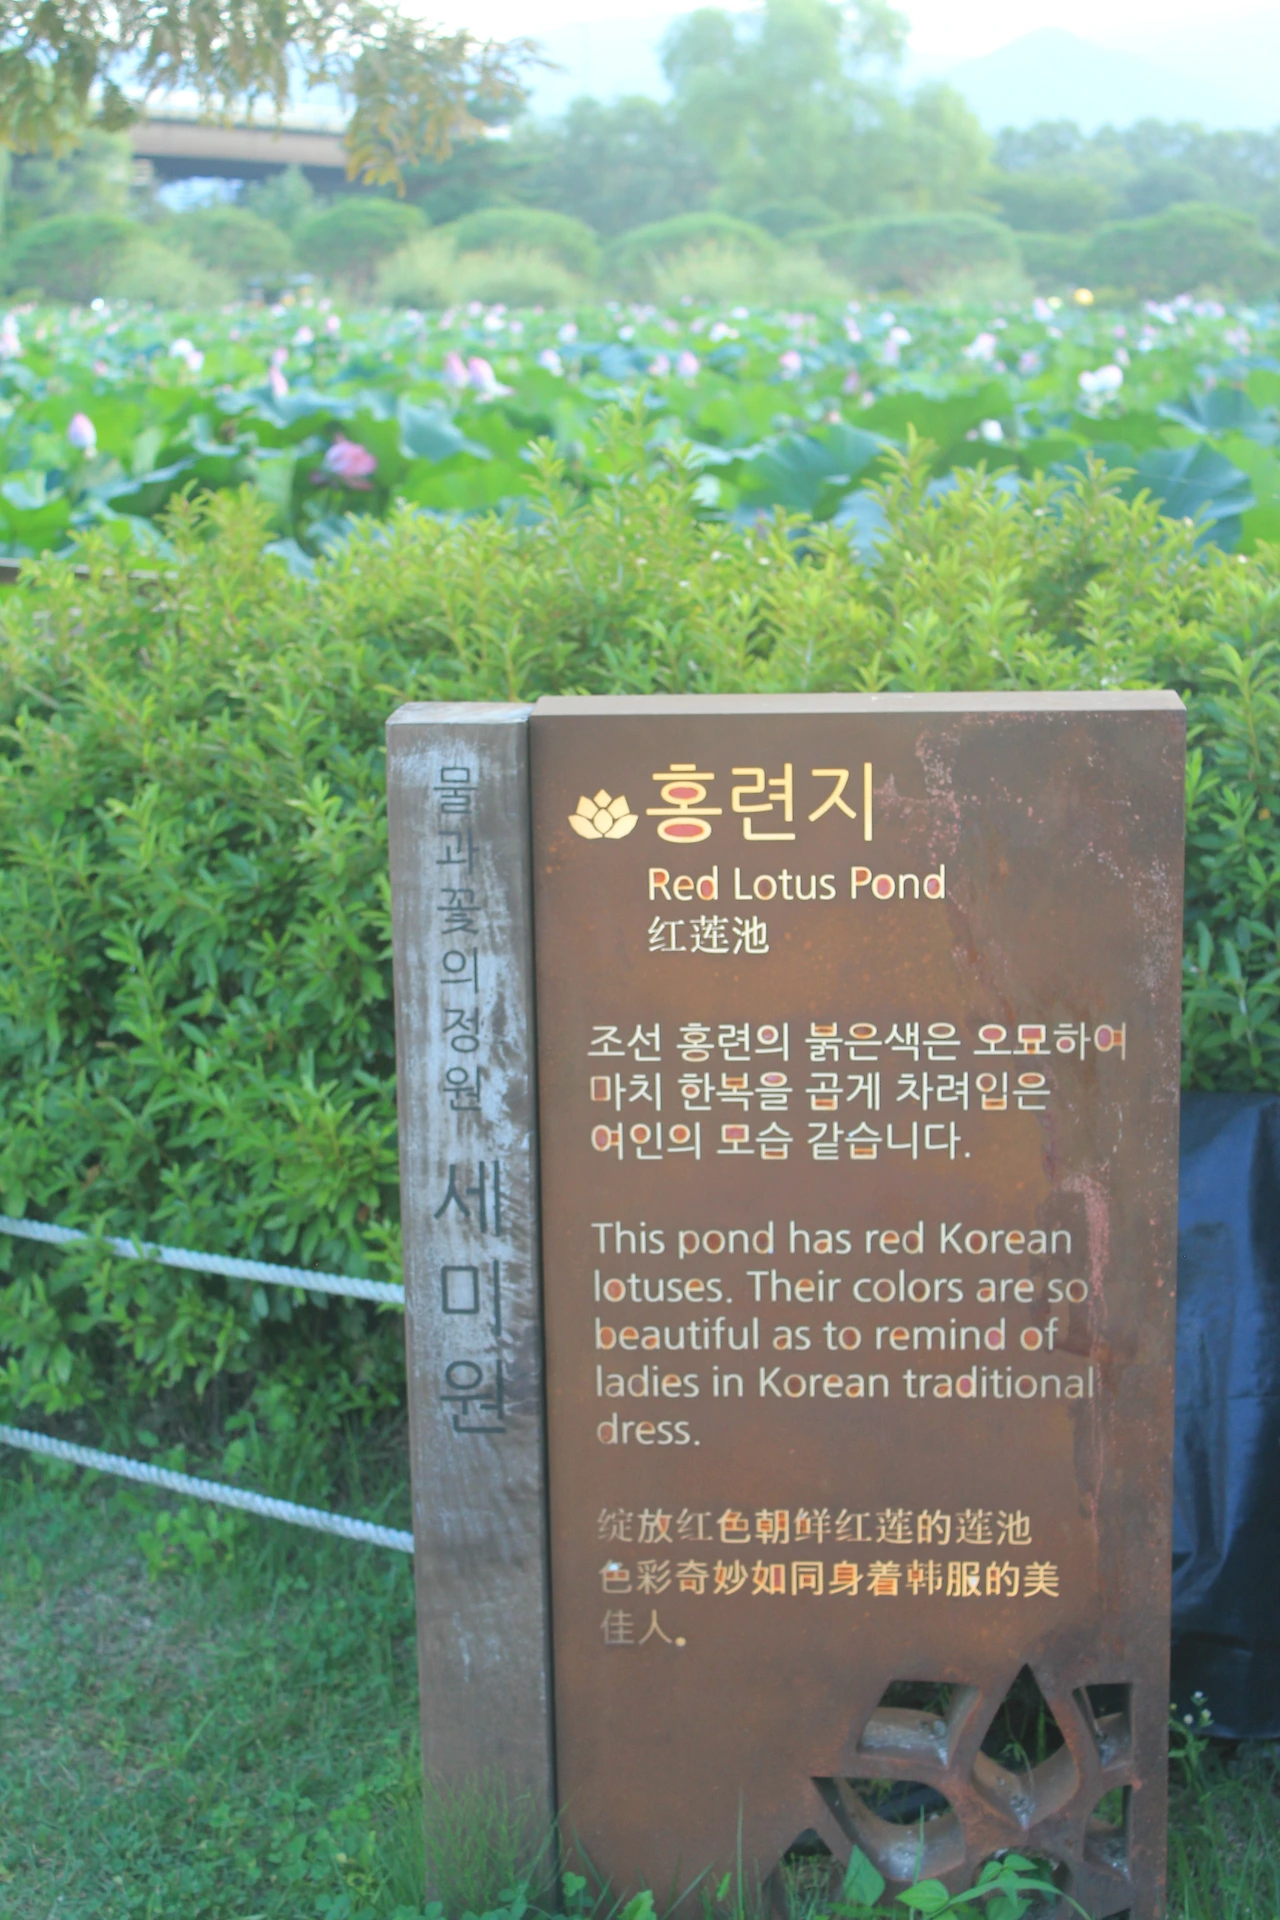 물과꽃의정원 세미원
홍련지
Red Lotus Pond
红莲池
조선 홍련의 붉은색은 오묘하여
마치 한복을 곱게 차려입은
여인의 모습 같습니다.
This pond has red Korean
lotuses. Their colors are so
beautiful as to remind of
ladies in Korean traditional
dress.
绽放红色朝鲜红莲的莲池
色彩奇妙如同身着韩服的美
佳人。